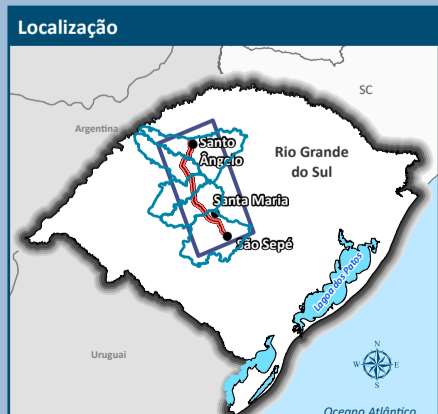 Localização
SC
Argentina
Santo
Ângelo
Rio Grande
do Sul
Santa Maria
São Sepé
Lagoa dos Patos
Uruguai
N
W
E
S
Oceano Atlântico